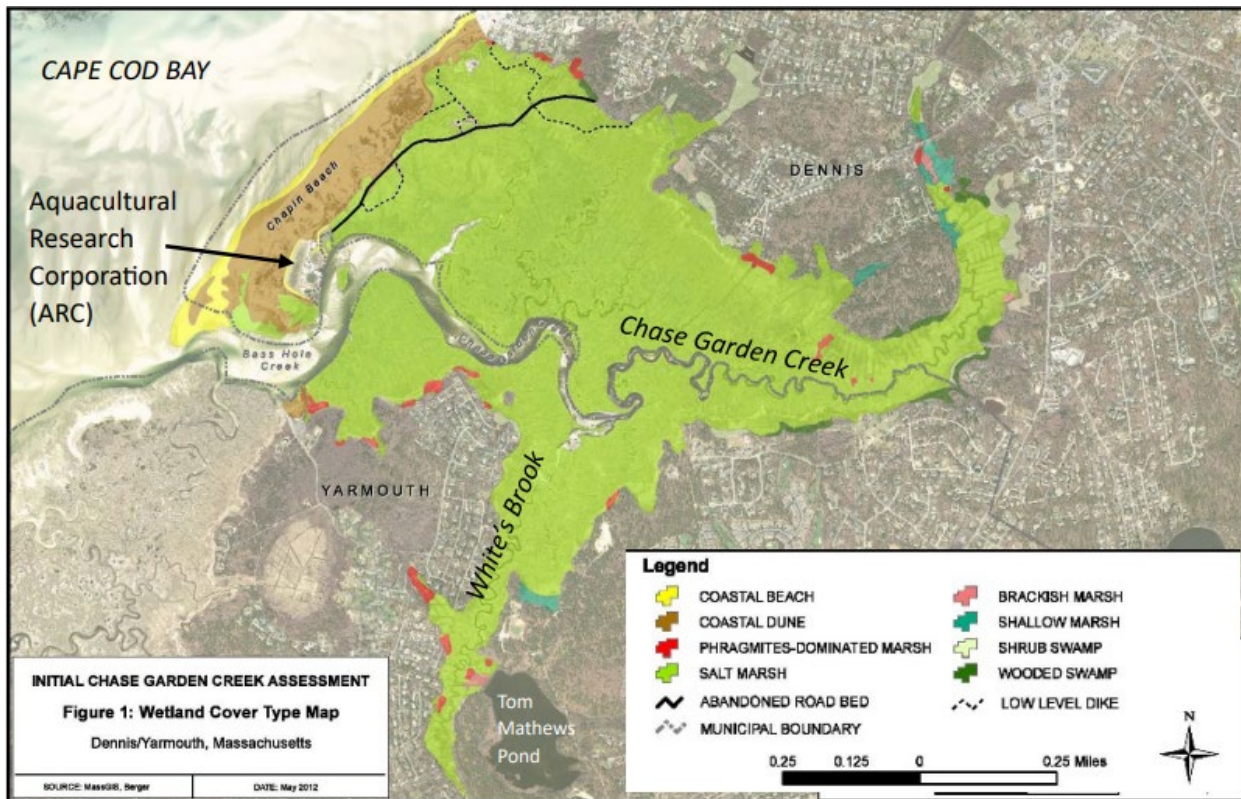 CAPE COD BAY
Aquacultural
Research
Corporation
(ARC)
Chapin Beach
DENNIS
Chase Garden Creek
Bass Hole
Creek
YARMOUTH
White's Brook
Tom
Mathews
Pond
INITIAL CHASE GARDEN CREEK ASSESSMENT
Figure 1: Wetland Cover Type Map
Dennis/Yarmouth, Massachusetts
SOURCE: MassGIS, Berger
DATE: May 2012
Legend
COASTAL BEACH
COASTAL DUNE
PHRAGMITES-DOMINATED MARSH
SALT MARSH
ABANDONED ROAD BED
MUNICIPAL BOUNDARY
BRACKISH MARSH
SHALLOW MARSH
SHRUB SWAMP
WOODED SWAMP
LOW LEVEL DIKE
N
0.25 0.125 0 0.25 Miles